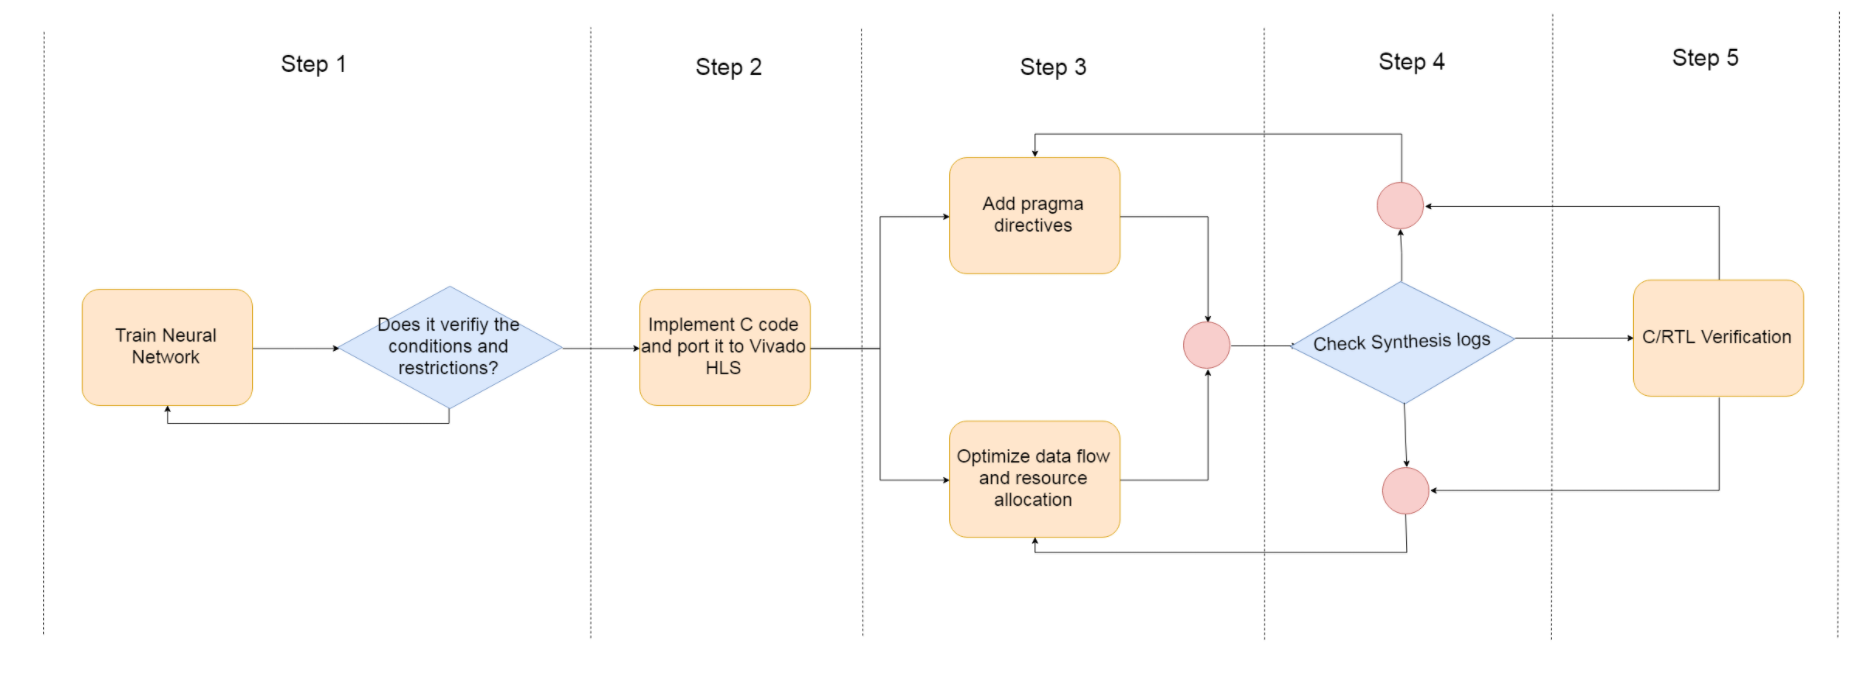 Step 1
Step 2
Step 3
Step 4
Step 5
Train Neural
Network
Does it verifiy the
conditions and
restrictions?
Implement C code
and port it to Vivado
HLS
Add pragma
directives
Optimize data flow
and resource
allocation
Check Synthesis logs
C/RTL Verification